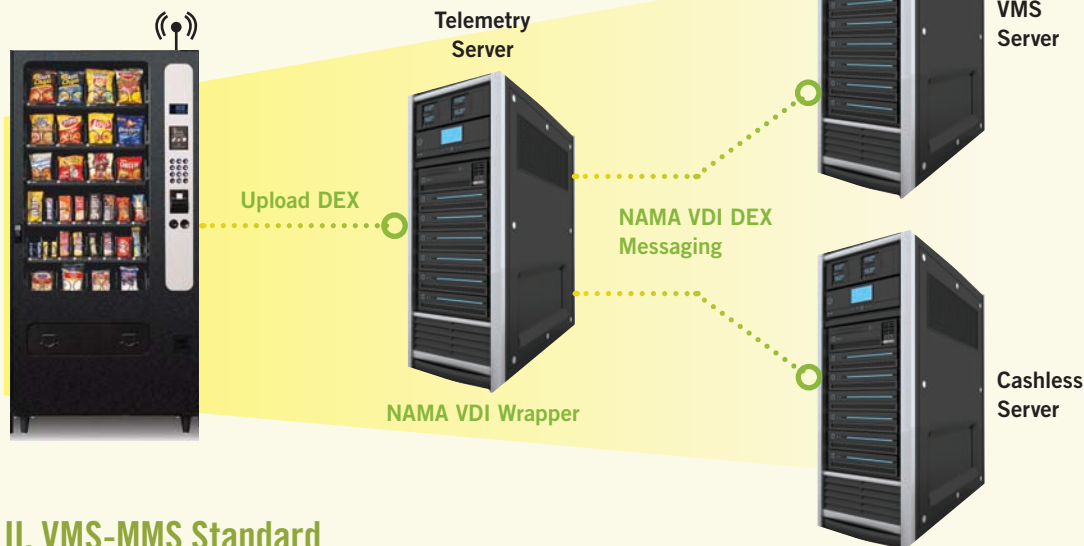 Telemetry
Server
VMS
Server
Upload DEX
NAMA VDI DEX
Messaging
NAMA VDI Wrapper
Cashless
Server
II. VMS-MMS Standard